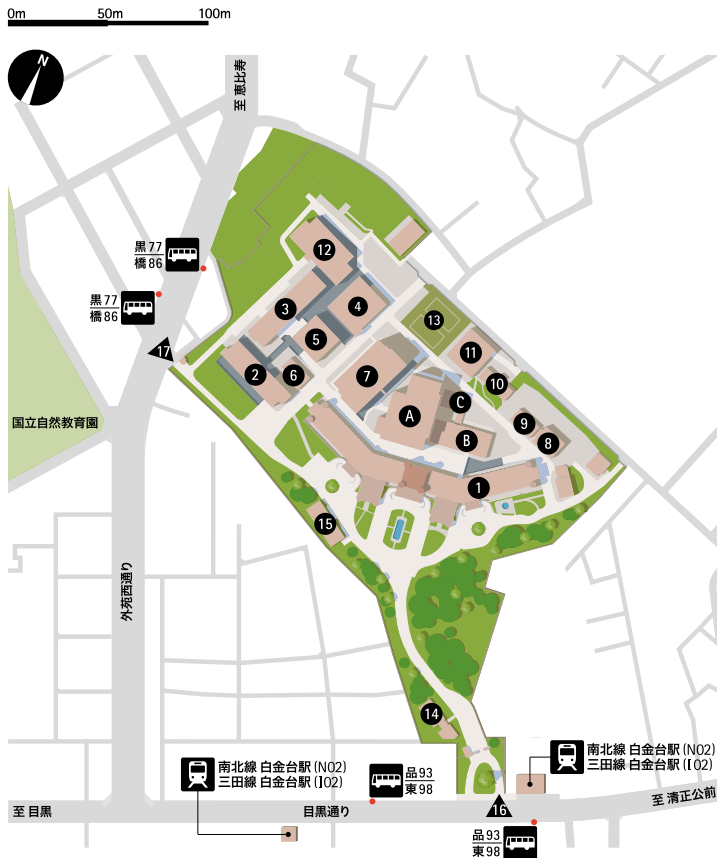 0m 50m 100m
N
至 恵比寿
黒 77
橋 86
黒 77
橋 86
12
3
4
13
5
17
11
2
6
7
10
C
A
9
国立自然教育園
B
8
1
15
外苑西通り
14
南北線 白金台駅 (N02)
三田線 白金台駅 (I02)
南北線 白金台駅 (N02)
三田線 白金台駅 (I02)
品 93
東 98
至 目黒
目黒通り
16
至 清正公前
品 93
東 98